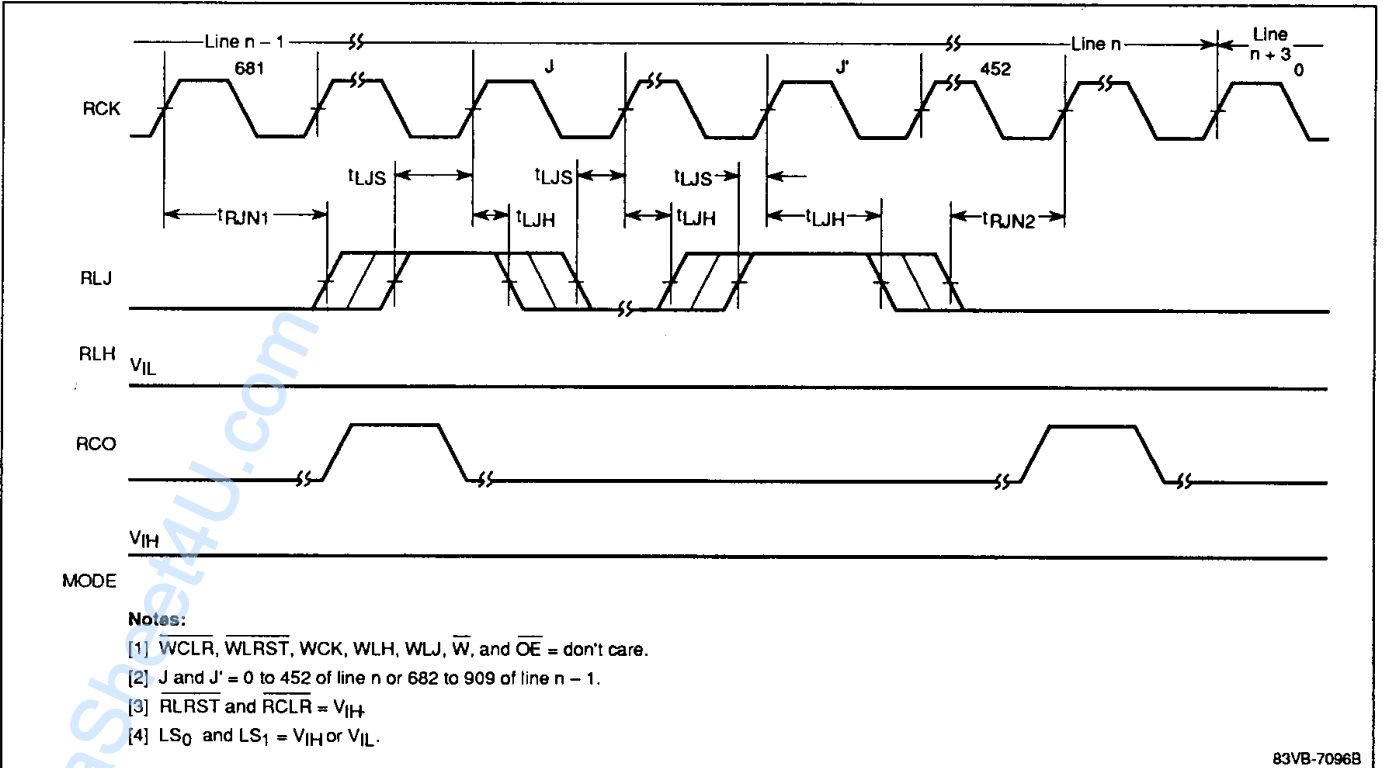 Line n – 1
Line n
Line
n + 3
681
J
J'
452
0
RCK
tLJS
tLJS
tLJS
tRJN1
tLJH
tLJH
tLJH
tRJN2
RLJ
RLH
VIL
RCO
VIH
MODE
Notes:
[1] WCLR, WLRST, WCK, WLH, WLJ, W, and OE = don't care.
[2] J and J' = 0 to 452 of line n or 682 to 909 of line n – 1.
[3] RLRST and RCLR = VIH.
[4] LS0 and LS1 = VIH or VIL.
83VB-7096B
aSheet4U.com